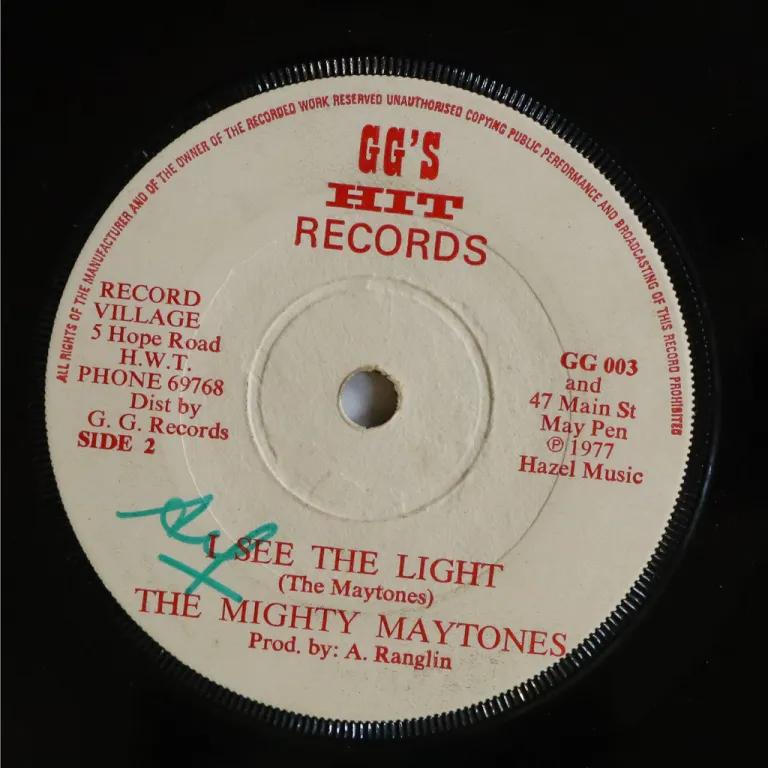 ALL RIGHTS OF THE MANUFACTURER AND OF THE OWNER OF THE RECORDED WORK RESERVED UNAUTHORISED COPYING PUBLIC PERFORMANCE AND BROADCASTING OF THIS RECORD PROHIBITED
GG'S
HIT
RECORDS
RECORD
VILLAGE
5 Hope Road
H.W.T.
PHONE 69768
Dist by
G. G. Records
SIDE 2
GG 003
and
47 Main St
May Pen
℗ 1977
Hazel Music
I SEE THE LIGHT
(The Maytones)
THE MIGHTY MAYTONES
Prod. by: A. Ranglin